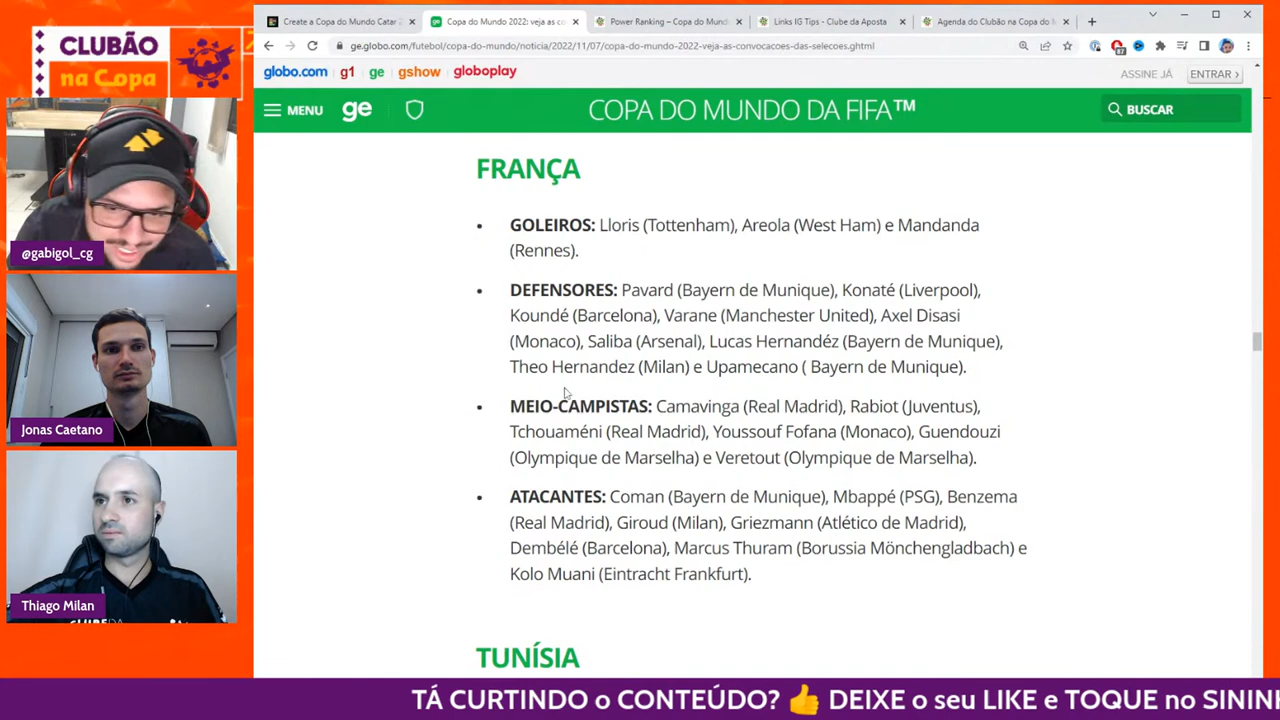 CLUBÃO
na Copa
@gabigol_cg
Jonas Caetano
Thiago Milan
Create a Copa do Mundo Catar 2
Copa do Mundo 2022: veja as con
Power Ranking – Copa do Mundo
Links IG Tips - Clube da Aposta
Agenda do Clubão na Copa do M
ge.globo.com/futebol/copa-do-mundo/noticia/2022/11/07/copa-do-mundo-2022-veja-as-convocacoes-das-selecoes.ghtml
globo.com g1 ge gshow globoplay ASSINE JÁ ENTRAR ›
MENU ge COPA DO MUNDO DA FIFA™ BUSCAR
FRANÇA
• GOLEIROS: Lloris (Tottenham), Areola (West Ham) e Mandanda
(Rennes).
• DEFENSORES: Pavard (Bayern de Munique), Konaté (Liverpool),
Koundé (Barcelona), Varane (Manchester United), Axel Disasi
(Monaco), Saliba (Arsenal), Lucas Hernandéz (Bayern de Munique),
Theo Hernandez (Milan) e Upamecano ( Bayern de Munique).
• MEIO-CAMPISTAS: Camavinga (Real Madrid), Rabiot (Juventus),
Tchouaméni (Real Madrid), Youssouf Fofana (Monaco), Guendouzi
(Olympique de Marselha) e Veretout (Olympique de Marselha).
• ATACANTES: Coman (Bayern de Munique), Mbappé (PSG), Benzema
(Real Madrid), Giroud (Milan), Griezmann (Atlético de Madrid),
Dembélé (Barcelona), Marcus Thuram (Borussia Mönchengladbach) e
Kolo Muani (Eintracht Frankfurt).
TUNÍSIA
TÁ CURTINDO o CONTEÚDO? 👍 DEIXE o seu LIKE e TOQUE no SININH